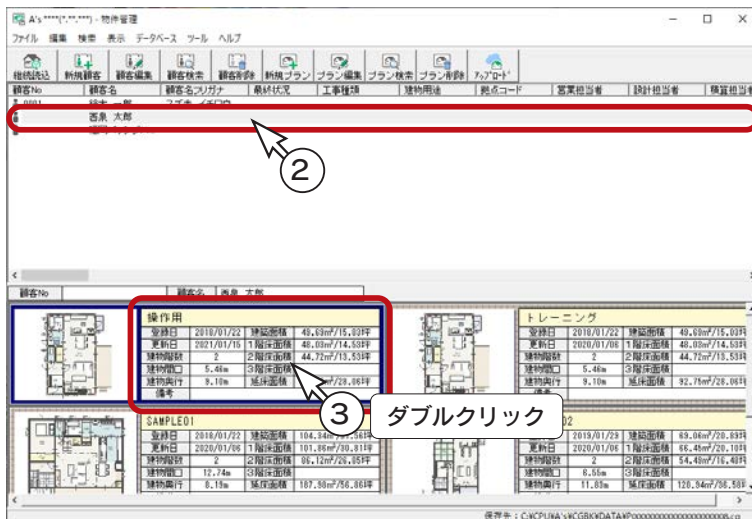 A's ****(*.**.***) - 物件管理
ファイル 編集 検索 表示 データベース ツール ヘルプ
継続読込 新規顧客 顧客編集 顧客検索 顧客削除 新規プラン プラン編集 プラン検索 プラン削除 アップロード
顧客No 顧客名 顧客名フリガナ 最終状況 工事種類 建物用途 拠点コード 営業担当者 設計担当者 積算担当者
西泉 太郎
②
顧客No 顧客名 西泉 太郎
操作用
登録日 2018/01/22 建築面積 49.69m²/15.03坪
更新日 2021/01/15 1階床面積 48.03m²/14.53坪
建物階数 2 2階床面積 44.72m²/13.53坪
建物間口 5.46m 3階床面積
建物奥行 9.10m /28.06坪
備考
トレーニング
登録日 2018/01/22 建築面積 49.69m²/15.03坪
更新日 2020/01/06 1階床面積 48.03m²/14.53坪
建物階数 2 2階床面積 44.72m²/13.53坪
建物間口 5.46m 3階床面積
建物奥行 9.10m 延床面積 92.75m²/28.06坪
備考
③ ダブルクリック
SAMPLE01
登録日 2018/01/22 建築面積 104.34m²/31.56坪
更新日 2020/01/06 1階床面積 101.86m²/30.81坪
建物階数 2 2階床面積 86.12m²/26.05坪
建物間口 12.74m 3階床面積
建物奥行 8.19m 延床面積 187.98m²/56.86坪
02
登録日 2019/01/29 建築面積
更新日 2020/01/06 1階床面積 66.45m²/20.10坪
建物階数 2 2階床面積 54.49m²/16.48坪
建物間口 6.55m 3階床面積
建物奥行 11.83m 延床面積 120.94m²/36.58坪